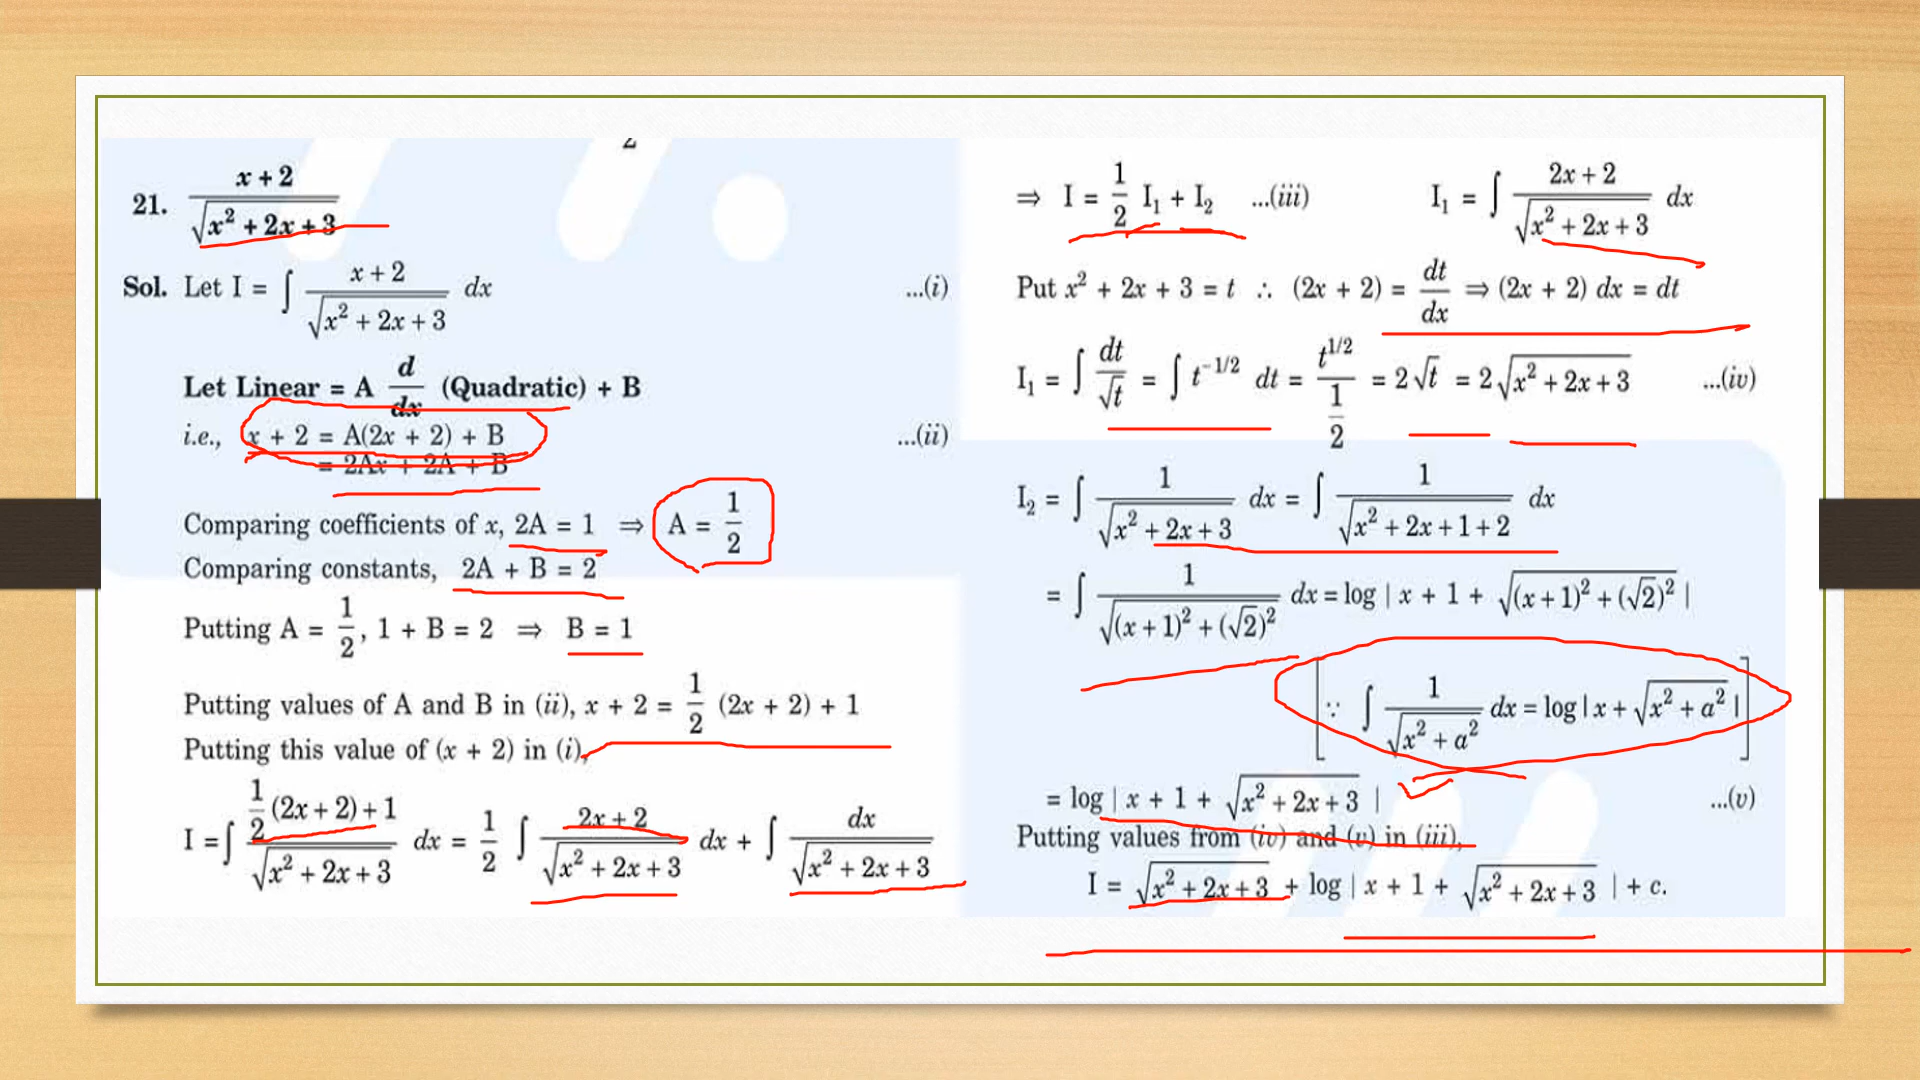 21. x + 2 / √(x² + 2x + 3)
Sol. Let I = ∫ (x + 2) / √(x² + 2x + 3) dx ...(i)
Let Linear = A d/dx (Quadratic) + B
i.e., x + 2 = A(2x + 2) + B ...(ii)
= 2Ax + 2A + B
Comparing coefficients of x, 2A = 1 ⇒ A = 1/2
Comparing constants, 2A + B = 2
Putting A = 1/2, 1 + B = 2 ⇒ B = 1
Putting values of A and B in (ii), x + 2 = 1/2 (2x + 2) + 1
Putting this value of (x + 2) in (i),
I = ∫ (1/2 (2x + 2) + 1) / √(x² + 2x + 3) dx = 1/2 ∫ (2x + 2) / √(x² + 2x + 3) dx + ∫ dx / √(x² + 2x + 3)
⇒ I = 1/2 I₁ + I₂ ...(iii) I₁ = ∫ (2x + 2) / √(x² + 2x + 3) dx
Put x² + 2x + 3 = t ∴ (2x + 2) = dt/dx ⇒ (2x + 2) dx = dt
I₁ = ∫ dt/√t = ∫ t^(-1/2) dt = t^(1/2) / (1/2) = 2√t = 2√(x² + 2x + 3) ...(iv)
I₂ = ∫ 1 / √(x² + 2x + 3) dx = ∫ 1 / √(x² + 2x + 1 + 2) dx
= ∫ 1 / √((x + 1)² + (√2)²) dx = log | x + 1 + √((x + 1)² + (√2)²) |
[∵ ∫ 1 / √(x² + a²) dx = log | x + √(x² + a²) |]
= log | x + 1 + √(x² + 2x + 3) | ...(v)
Putting values from (iv) and (v) in (iii),
I = √(x² + 2x + 3) + log | x + 1 + √(x² + 2x + 3) | + c.